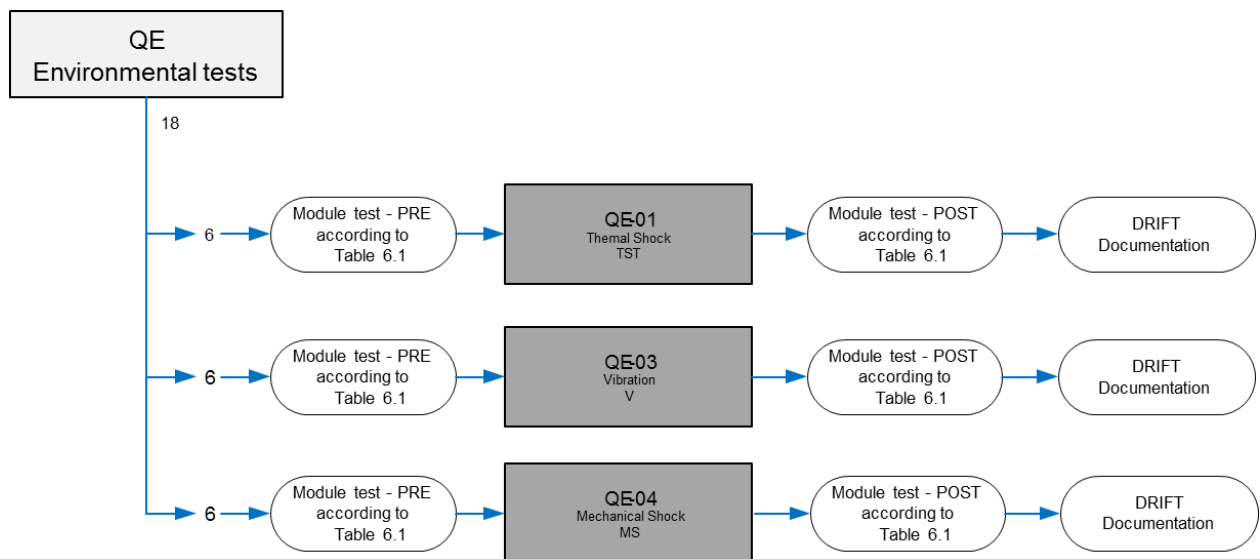 QE
Environmental tests
18
6
Module test - PRE
according to
Table 6.1
QE-01
Themal Shock
TST
Module test - POST
according to
Table 6.1
DRIFT
Documentation
6
Module test - PRE
according to
Table 6.1
QE-03
Vibration
V
Module test - POST
according to
Table 6.1
DRIFT
Documentation
6
Module test - PRE
according to
Table 6.1
QE-04
Mechanical Shock
MS
Module test - POST
according to
Table 6.1
DRIFT
Documentation